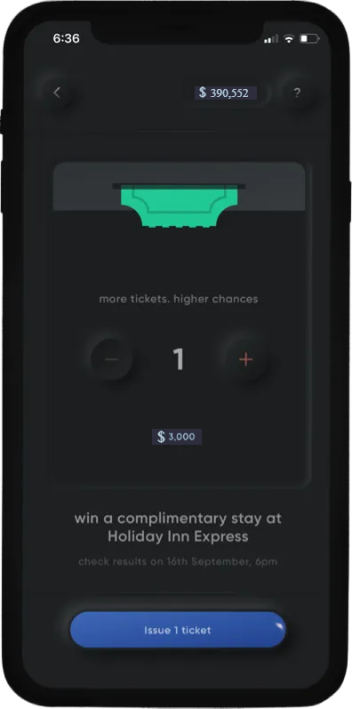 6:36
$ 390,552
?
more tickets. higher chances
1
$ 3,000
win a complimentary stay at
Holiday Inn Express
check results on 16th September, 6pm
Issue 1 ticket